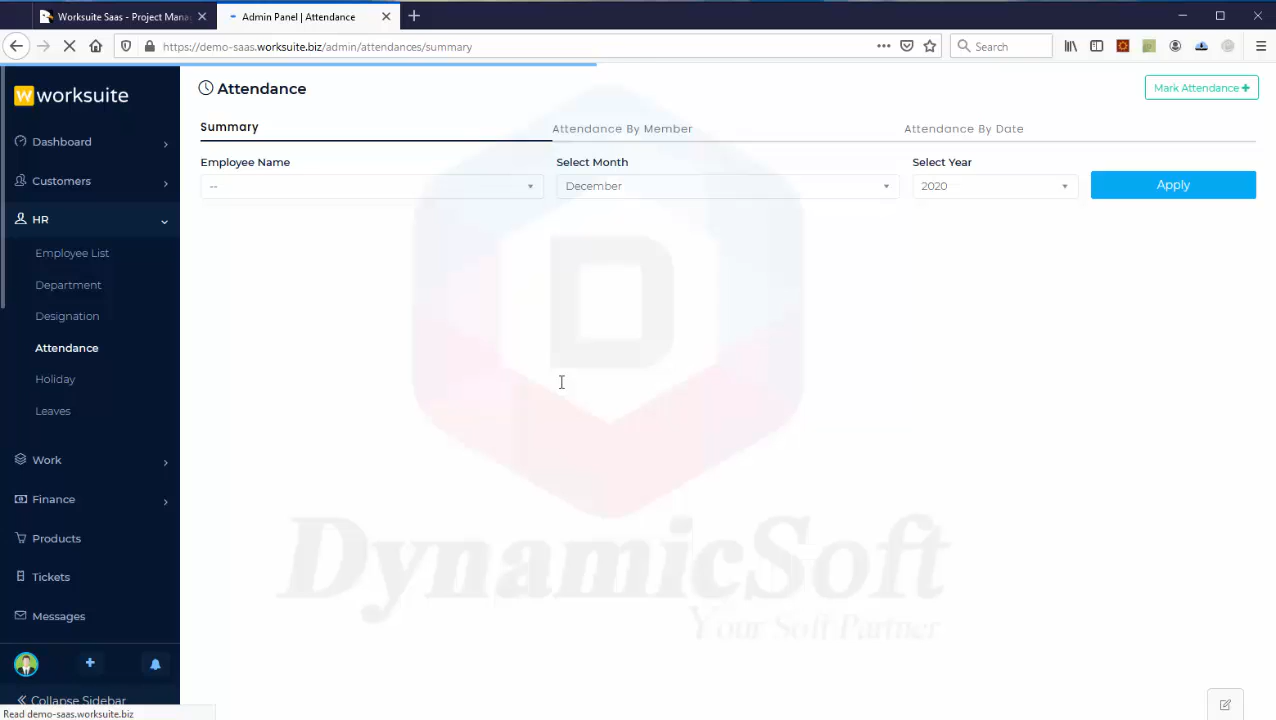 Worksuite Saas - Project Mana
Admin Panel | Attendance
https://demo-saas.worksuite.biz/admin/attendances/summary
Search
worksuite
Attendance
Mark Attendance +
Summary
Attendance By Member
Attendance By Date
Employee Name
Select Month
Select Year
--
December
2020
Apply
Dashboard
Customers
HR
Employee List
Department
Designation
Attendance
Holiday
Leaves
Work
Finance
Products
Tickets
Messages
Collapse Sidebar
Read demo-saas.worksuite.biz
D
DynamicSoft
Your Soft Partner